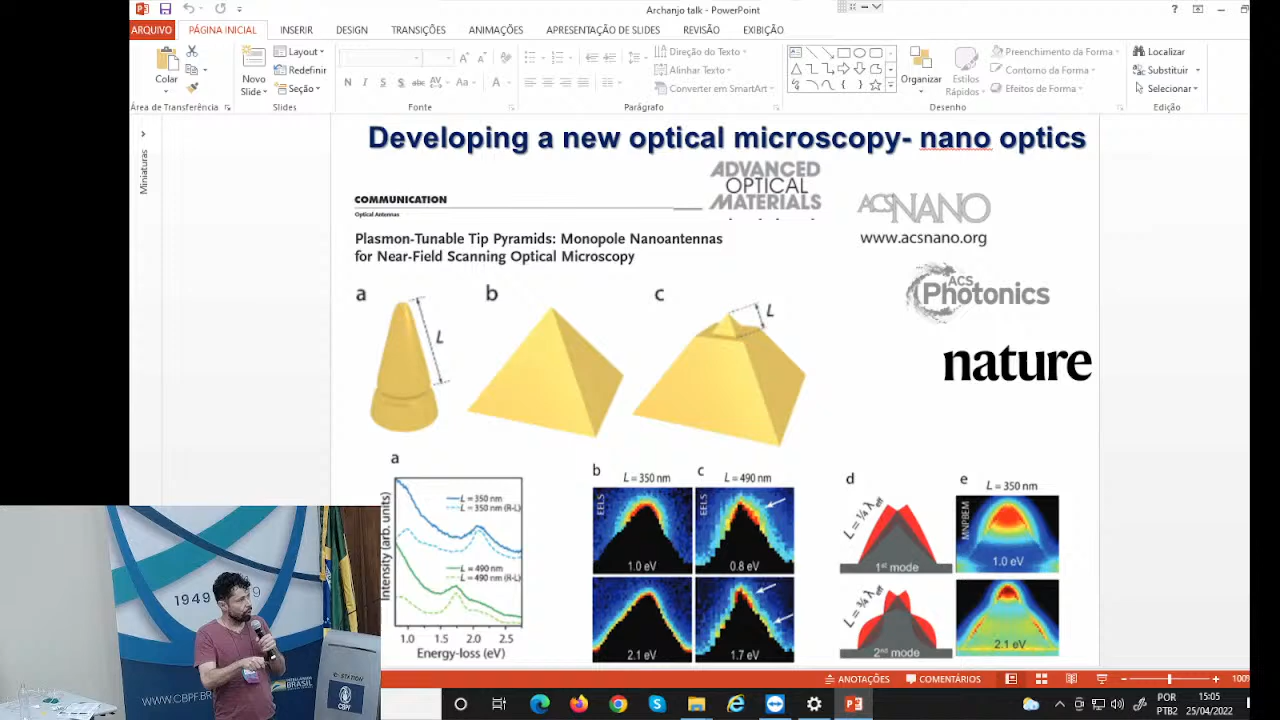 Archanjo talk - PowerPoint
ARQUIVO
PÁGINA INICIAL
INSERIR
DESIGN
TRANSIÇÕES
ANIMAÇÕES
APRESENTAÇÃO DE SLIDES
REVISÃO
EXIBIÇÃO
Colar
Novo
Slide
Layout
Redefinir
Seção
N I S S abc AV Aa A
Direção do Texto
Alinhar Texto
Converter em SmartArt
Organizar
Estilos
Rápidos
Preenchimento da Forma
Contorno da Forma
Efeitos de Forma
Localizar
Substituir
Selecionar
Área de Transferência
Slides
Fonte
Parágrafo
Desenho
Edição
Miniaturas
Developing a new optical microscopy- nano optics
ADVANCED
OPTICAL
MATERIALS
COMMUNICATION
Optical Antennas
ACSNANO
www.acsnano.org
Plasmon-Tunable Tip Pyramids: Monopole Nanoantennas
for Near-Field Scanning Optical Microscopy
ACS
Photonics
nature
a
b
c
L
L
a
Intensity (arb. units)
L = 350 nm
L = 350 nm (R-L)
L = 490 nm
L = 490 nm (R-L)
1.0 1.5 2.0 2.5
Energy-loss (eV)
b L = 350 nm
EELS
1.0 eV
2.1 eV
c L = 490 nm
EELS
0.8 eV
1.7 eV
d
L = 1/4 λeff
1st mode
L = 3/4 λeff
2nd mode
e L = 350 nm
MNPBEM
1.0 eV
2.1 eV
1949
WWW.CBPF.BR
BRASIL
ANOTAÇÕES
COMENTÁRIOS
100%
POR
PTB2
15:05
25/04/2022